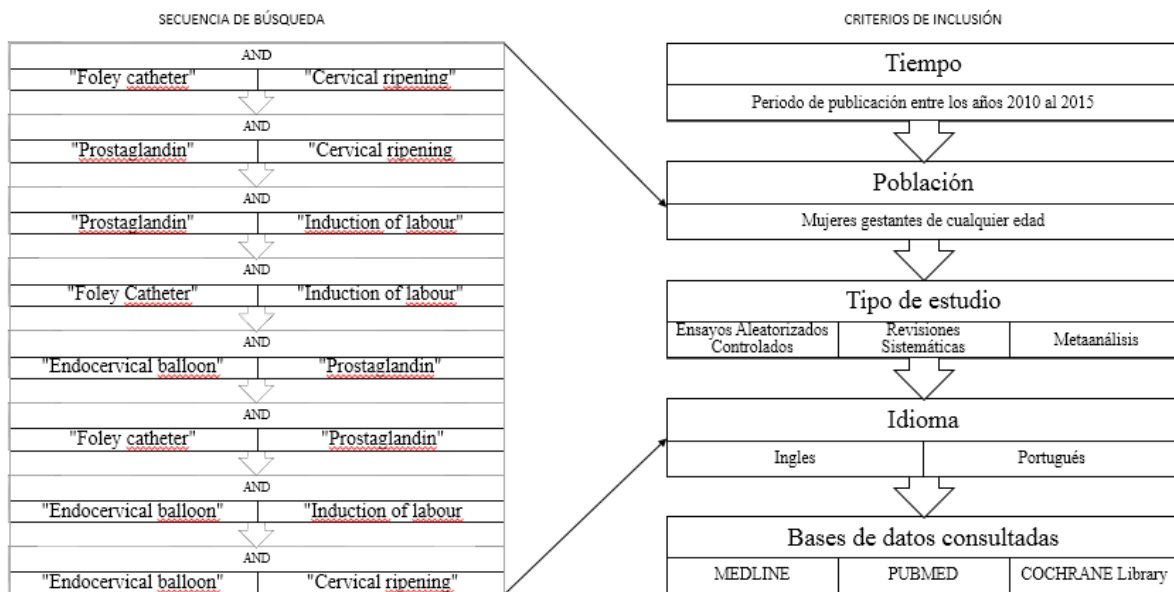 SECUENCIA DE BÚSQUEDA
AND
"Foley catheter" "Cervical ripening"
AND
"Prostaglandin" "Cervical ripening
AND
"Prostaglandin" "Induction of labour"
AND
"Foley Catheter" "Induction of labour"
AND
"Endocervical balloon" "Prostaglandin"
AND
"Foley catheter" "Prostaglandin"
AND
"Endocervical balloon" "Induction of labour
AND
"Endocervical balloon" "Cervical ripening"
CRITERIOS DE INCLUSIÓN
Tiempo
Periodo de publicación entre los años 2010 al 2015
Población
Mujeres gestantes de cualquier edad
Tipo de estudio
Ensayos Aleatorizados
Controlados
Revisiones
Sistemáticas
Metaanálisis
Idioma
Ingles Portugués
Bases de datos consultadas
MEDLINE PUBMED COCHRANE Library